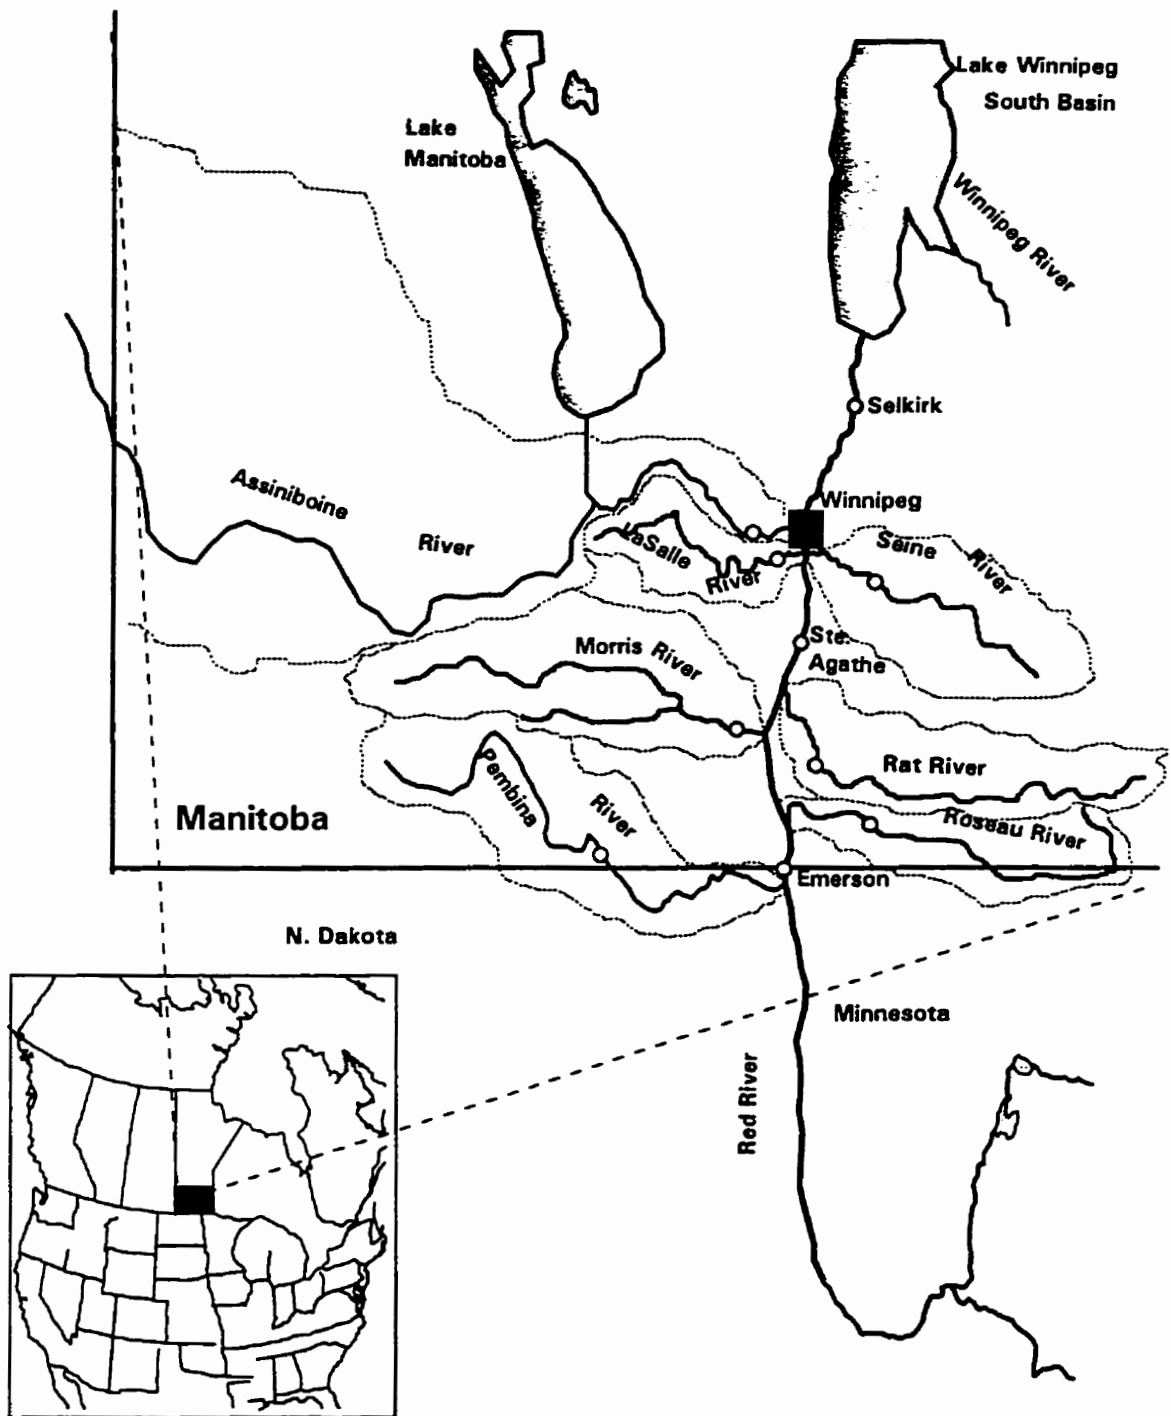 Lake Winnipeg
South Basin
Lake
Manitoba
Winnipeg River
Selkirk
Winnipeg
Assiniboine
River
LaSalle
River
Seine
River
Ste.
Agathe
Morris River
Rat River
Pembina
River
Roseau River
Manitoba
Emerson
N. Dakota
Minnesota
Red River